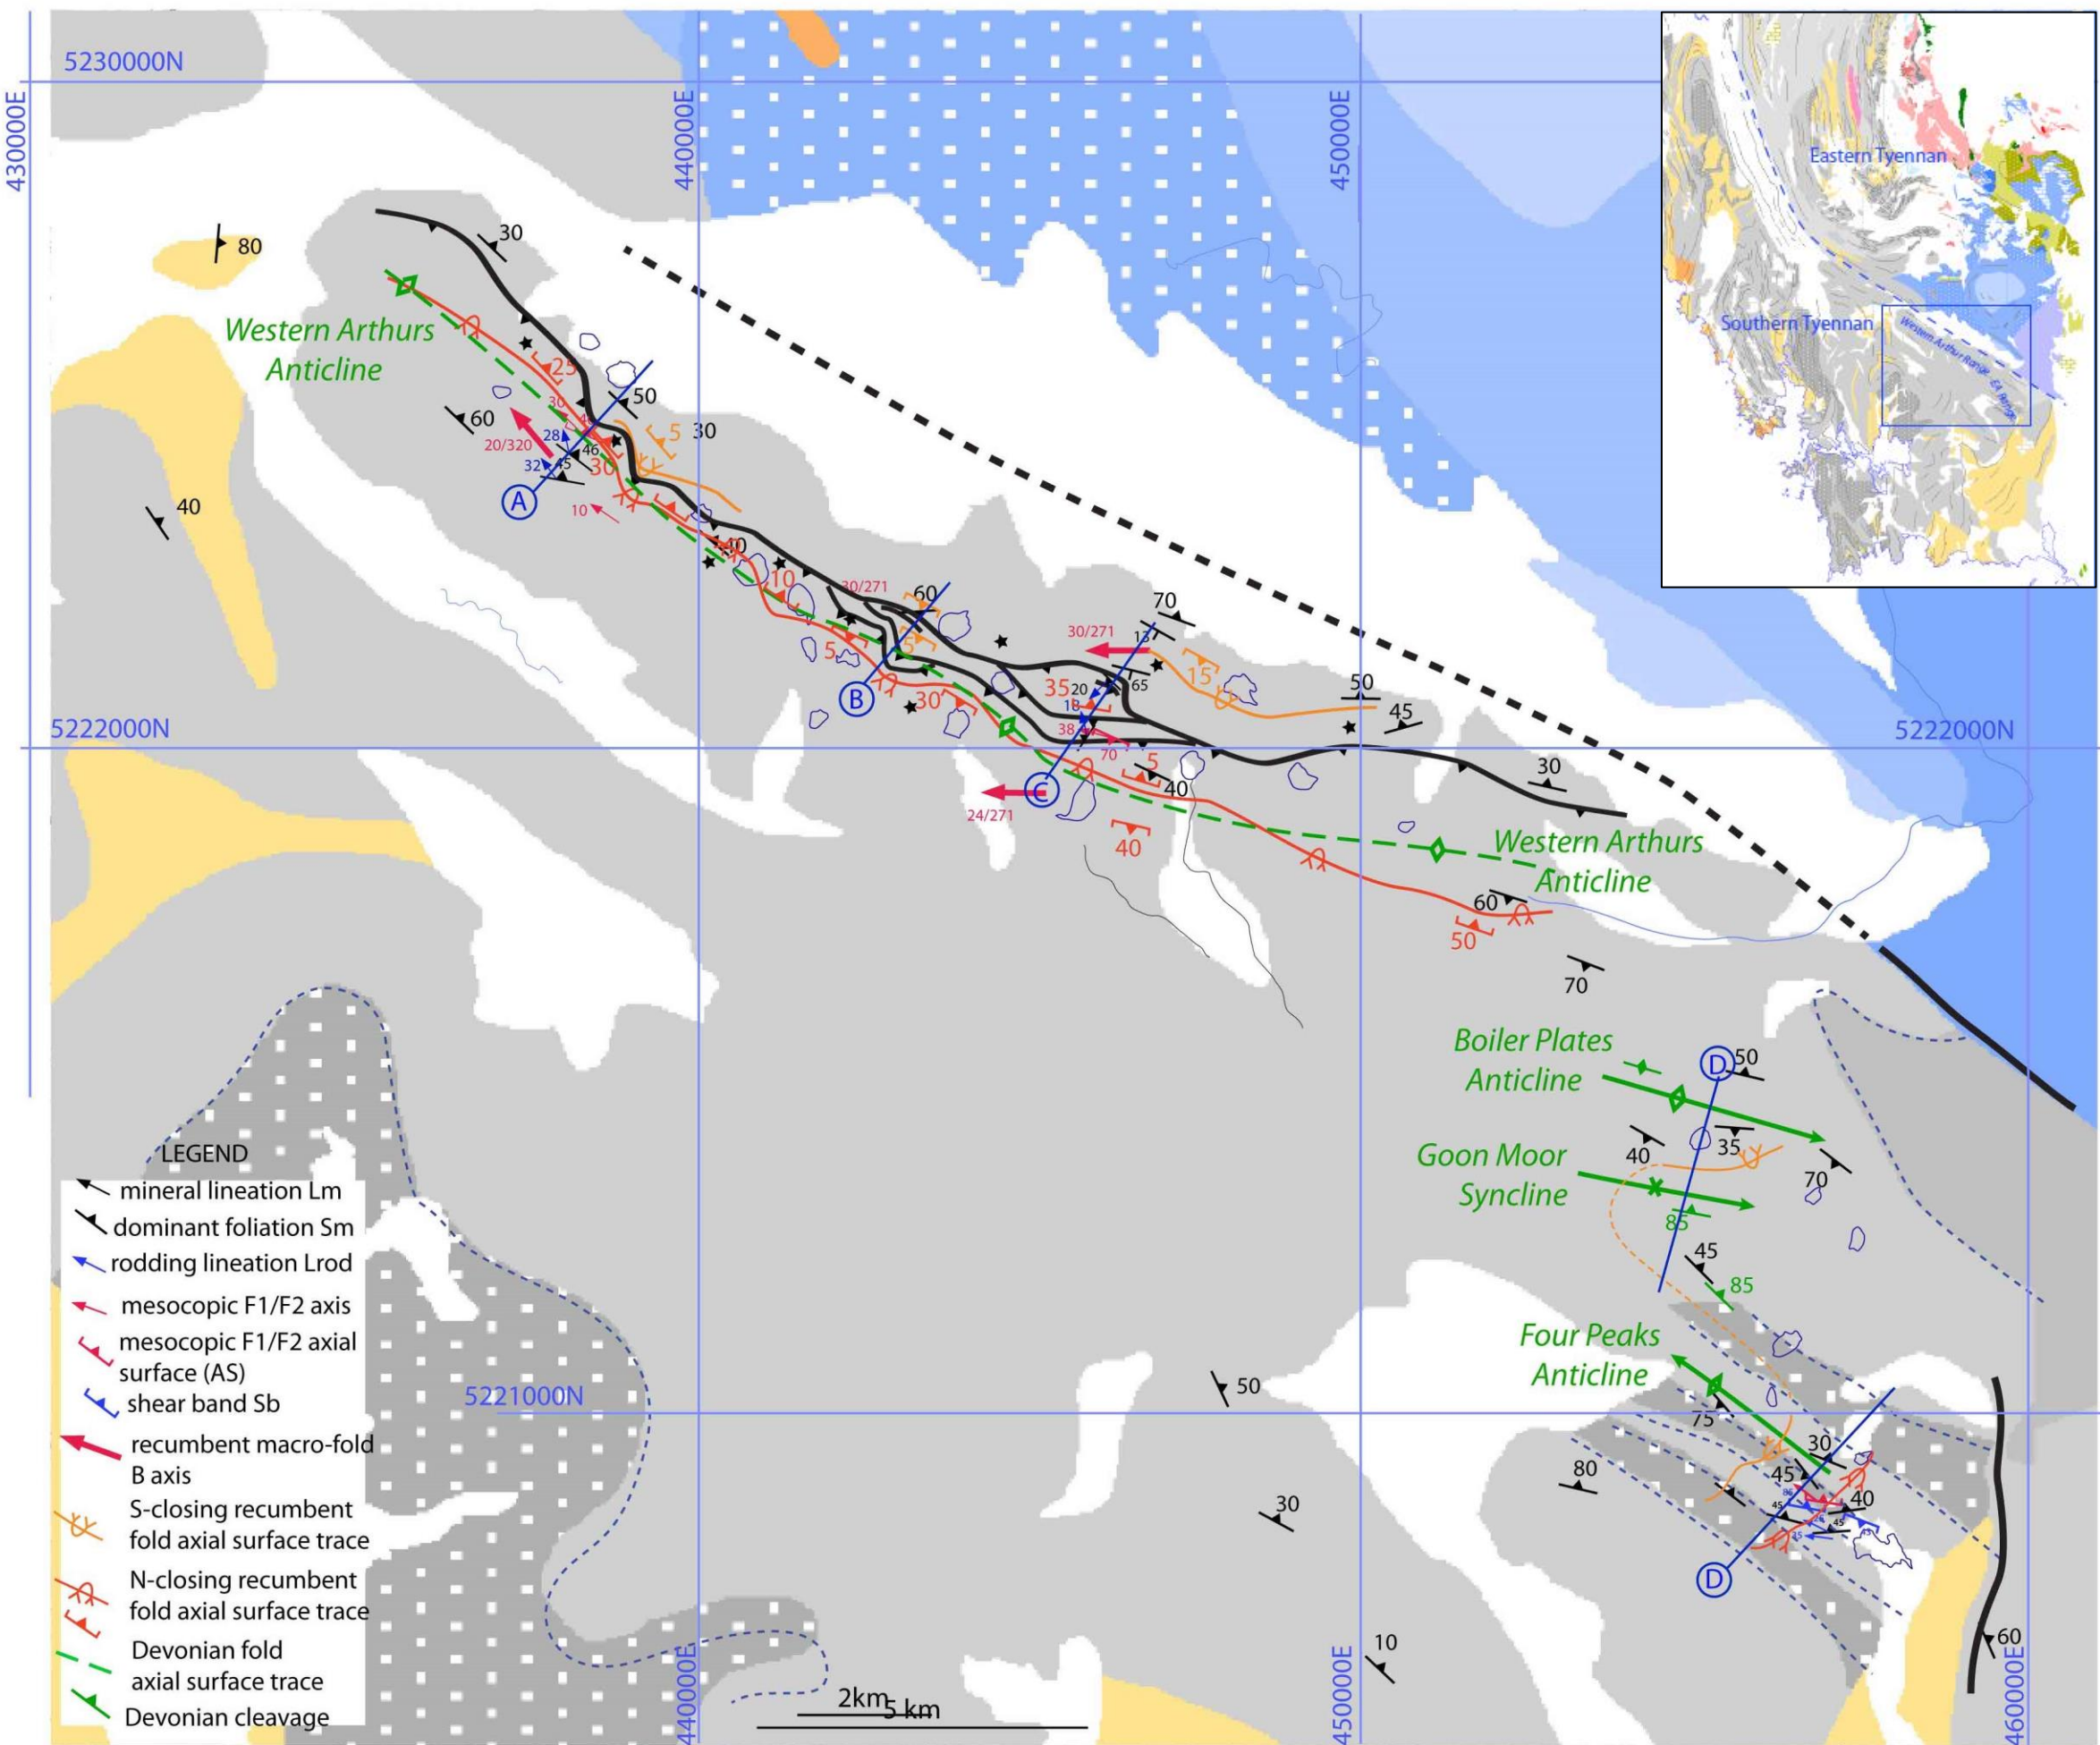 5230000N
430000E
440000E
450000E
Eastern Tyennan
Southern Tyennan
80
30
Western Arthurs
Anticline
25
50
60
30
5
30
20/320
28
46
32
45
30
A
10
40
40
10
30/271
60
5
5
B
30
70
30/271
13
15
65
35
20
18
50
45
38
70
5
5222000N
5222000N
C
40
30
24/271
40
Western Arthurs
Anticline
60
50
70
Boiler Plates
Anticline
D
50
40
35
70
Goon Moor
Syncline
85
45
85
Four Peaks
Anticline
5221000N
50
75
30
80
45
40
45
45
30
D
10
60
LEGEND
mineral lineation Lm
dominant foliation Sm
rodding lineation Lrod
mesocopic F1/F2 axis
mesocopic F1/F2 axial
surface (AS)
shear band Sb
recumbent macro-fold
B axis
S-closing recumbent
fold axial surface trace
N-closing recumbent
fold axial surface trace
Devonian fold
axial surface trace
Devonian cleavage
2km
5 km
440000E
450000E
460000E